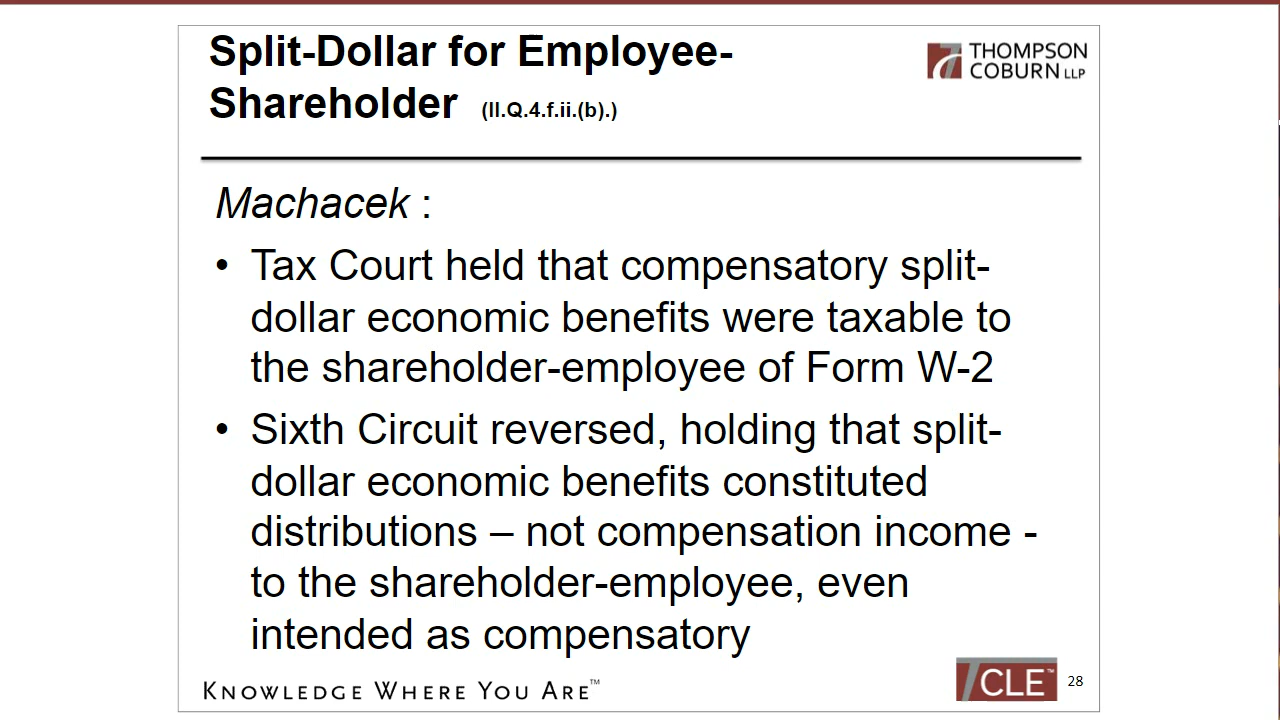 Split-Dollar for Employee-
Shareholder (II.Q.4.f.ii.(b).)
THOMPSON
COBURN LLP
Machacek :
• Tax Court held that compensatory split-
dollar economic benefits were taxable to
the shareholder-employee of Form W-2
• Sixth Circuit reversed, holding that split-
dollar economic benefits constituted
distributions – not compensation income -
to the shareholder-employee, even
intended as compensatory
KNOWLEDGE WHERE YOU ARE™
CLE™
28